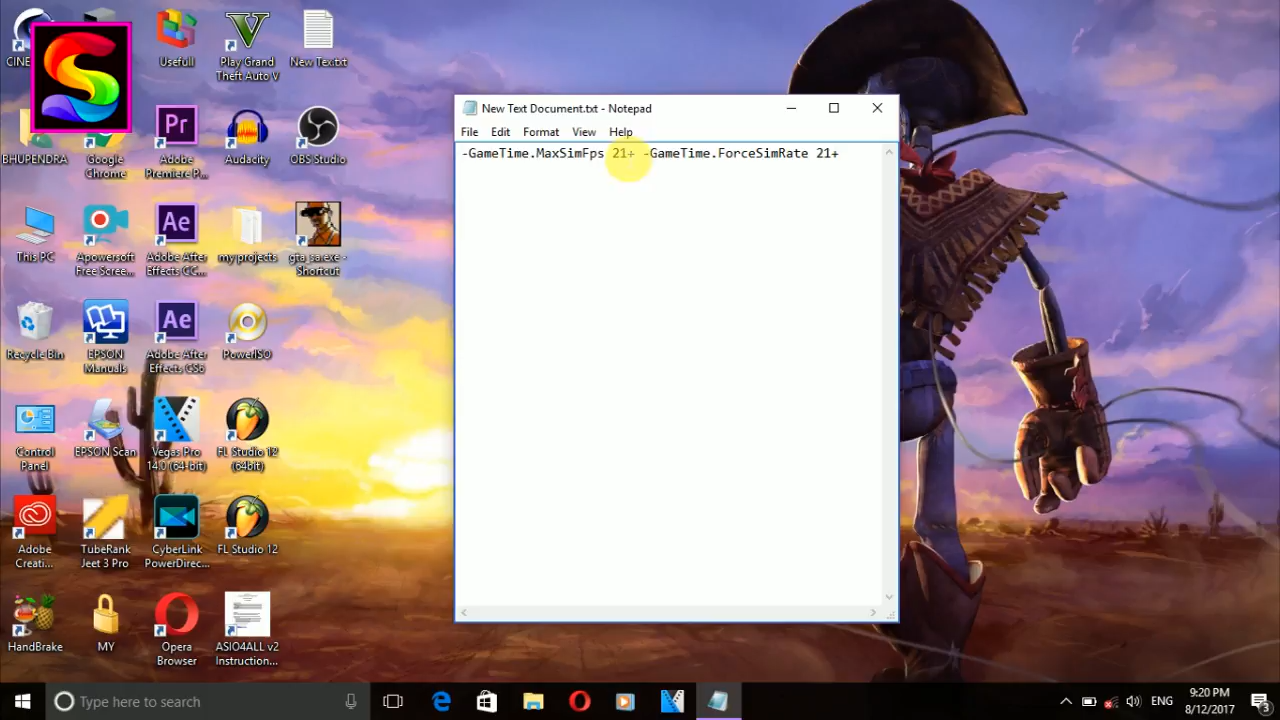 New Text Document.txt - Notepad
File Edit Format View Help
-GameTime.MaxSimFps 21+ -GameTime.ForceSimRate 21+
Usefull
Play Grand
Theft Auto V
New Tex.txt
BHUPENDRA
Google
Chrome
Adobe
Premiere P...
Audacity
OBS Studio
This PC
Apowersoft
Free Scree...
Adobe After
Effects CC...
my projects
gta_sa.exe -
Shortcut
Recycle Bin
EPSON
Manuals
Adobe After
Effects CS6
PowerISO
Control
Panel
EPSON Scan
Vegas Pro
14.0 (64-bit)
FL Studio 12
(64bit)
Adobe
Creati...
TubeRank
Jeet 3 Pro
CyberLink
PowerDirec...
FL Studio 12
HandBrake
MY
Opera
Browser
ASIO4ALL v2
Instruction...
Type here to search
ENG
9:20 PM
8/12/2017
3